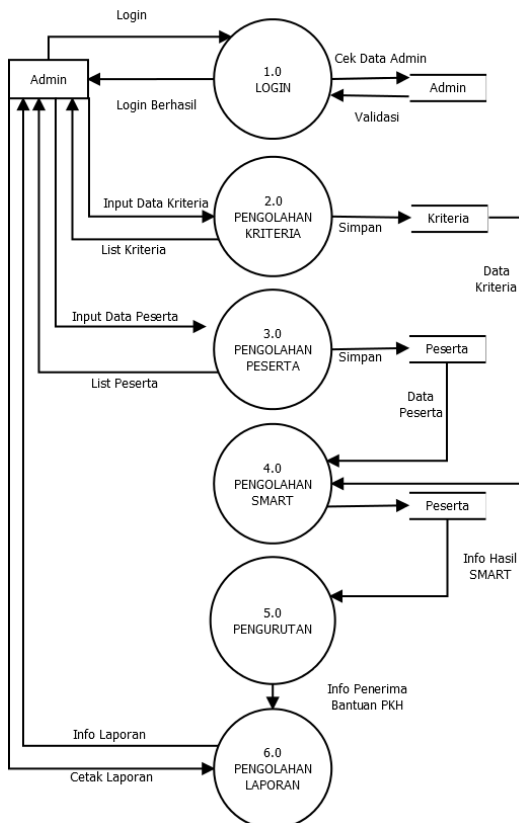 Login
1.0
LOGIN
Cek Data Admin
Admin
Admin
Login Berhasil
Validasi
2.0
PENGOLAHAN
KRITERIA
Input Data Kriteria
Simpan
Kriteria
List Kriteria
Data
Kriteria
Input Data Peserta
3.0
PENGOLAHAN
PESERTA
Simpan
Peserta
List Peserta
Data
Peserta
4.0
PENGOLAHAN
SMART
Peserta
Info Hasil
SMART
5.0
PENGURUTAN
Info Penerima
Bantuan PKH
Info Laporan
6.0
PENGOLAHAN
LAPORAN
Cetak Laporan